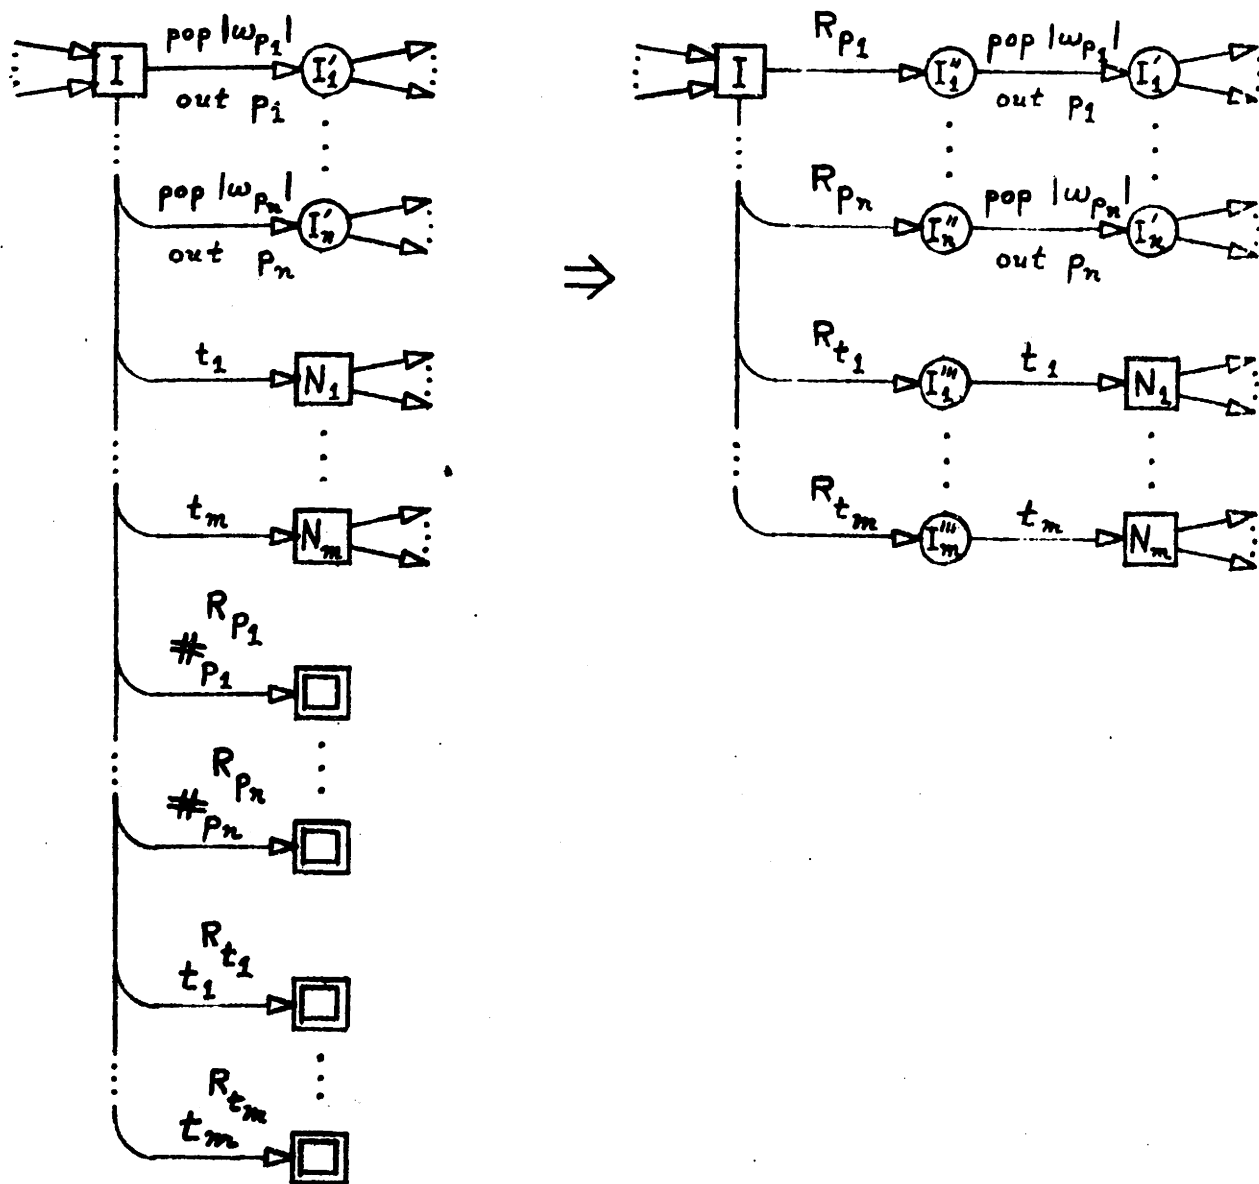 pop |ω_{p_1}|
I I'_1
out p_1
pop |ω_{p_n}|
I'_n
out p_n
t_1
N_1
t_m
N_m
R_{p_1}
#_{p_1}
R_{p_n}
#_{p_n}
R_{t_1}
t_1
R_{t_m}
t_m
⇒
R_{p_1} pop |ω_{p_1}|
I I''_1 I'_1
out p_1
R_{p_n} pop |ω_{p_n}|
I''_n I'_n
out p_n
R_{t_1} t_1
I'''_1 N_1
R_{t_m} t_m
I'''_m N_m